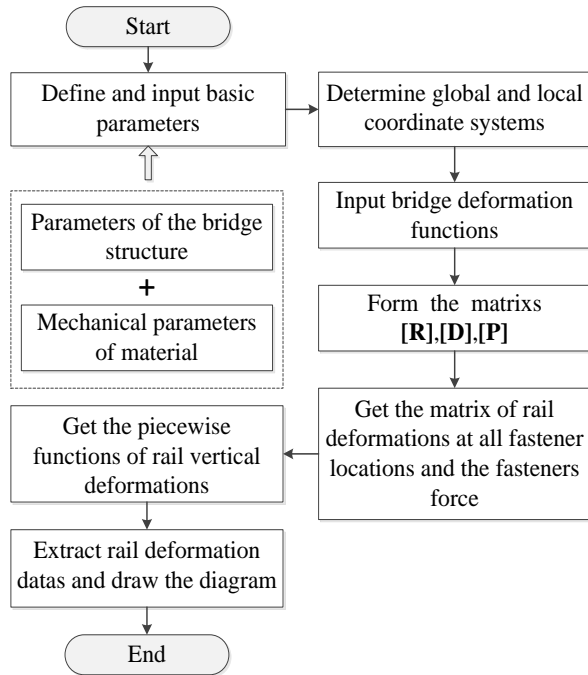 Start
Define and input basic
parameters
Parameters of the bridge
structure
+
Mechanical parameters
of material
Determine global and local
coordinate systems
Input bridge deformation
functions
Form the matrixs
[R],[D],[P]
Get the matrix of rail
deformations at all fastener
locations and the fasteners
force
Get the piecewise
functions of rail vertical
deformations
Extract rail deformation
datas and draw the diagram
End